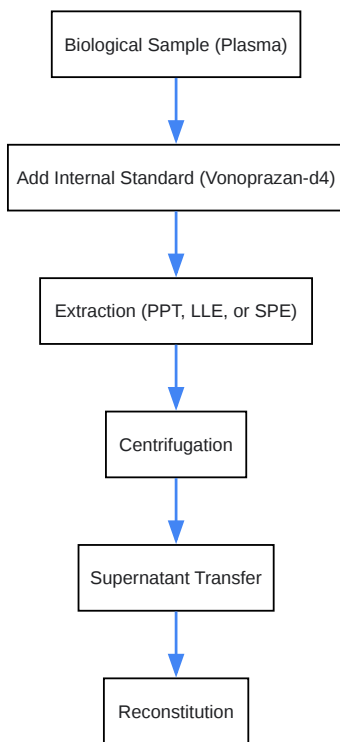 Biological Sample (Plasma)
Add Internal Standard (Vonoprazan-d4)
Extraction (PPT, LLE, or SPE)
Centrifugation
Supernatant Transfer
Reconstitution